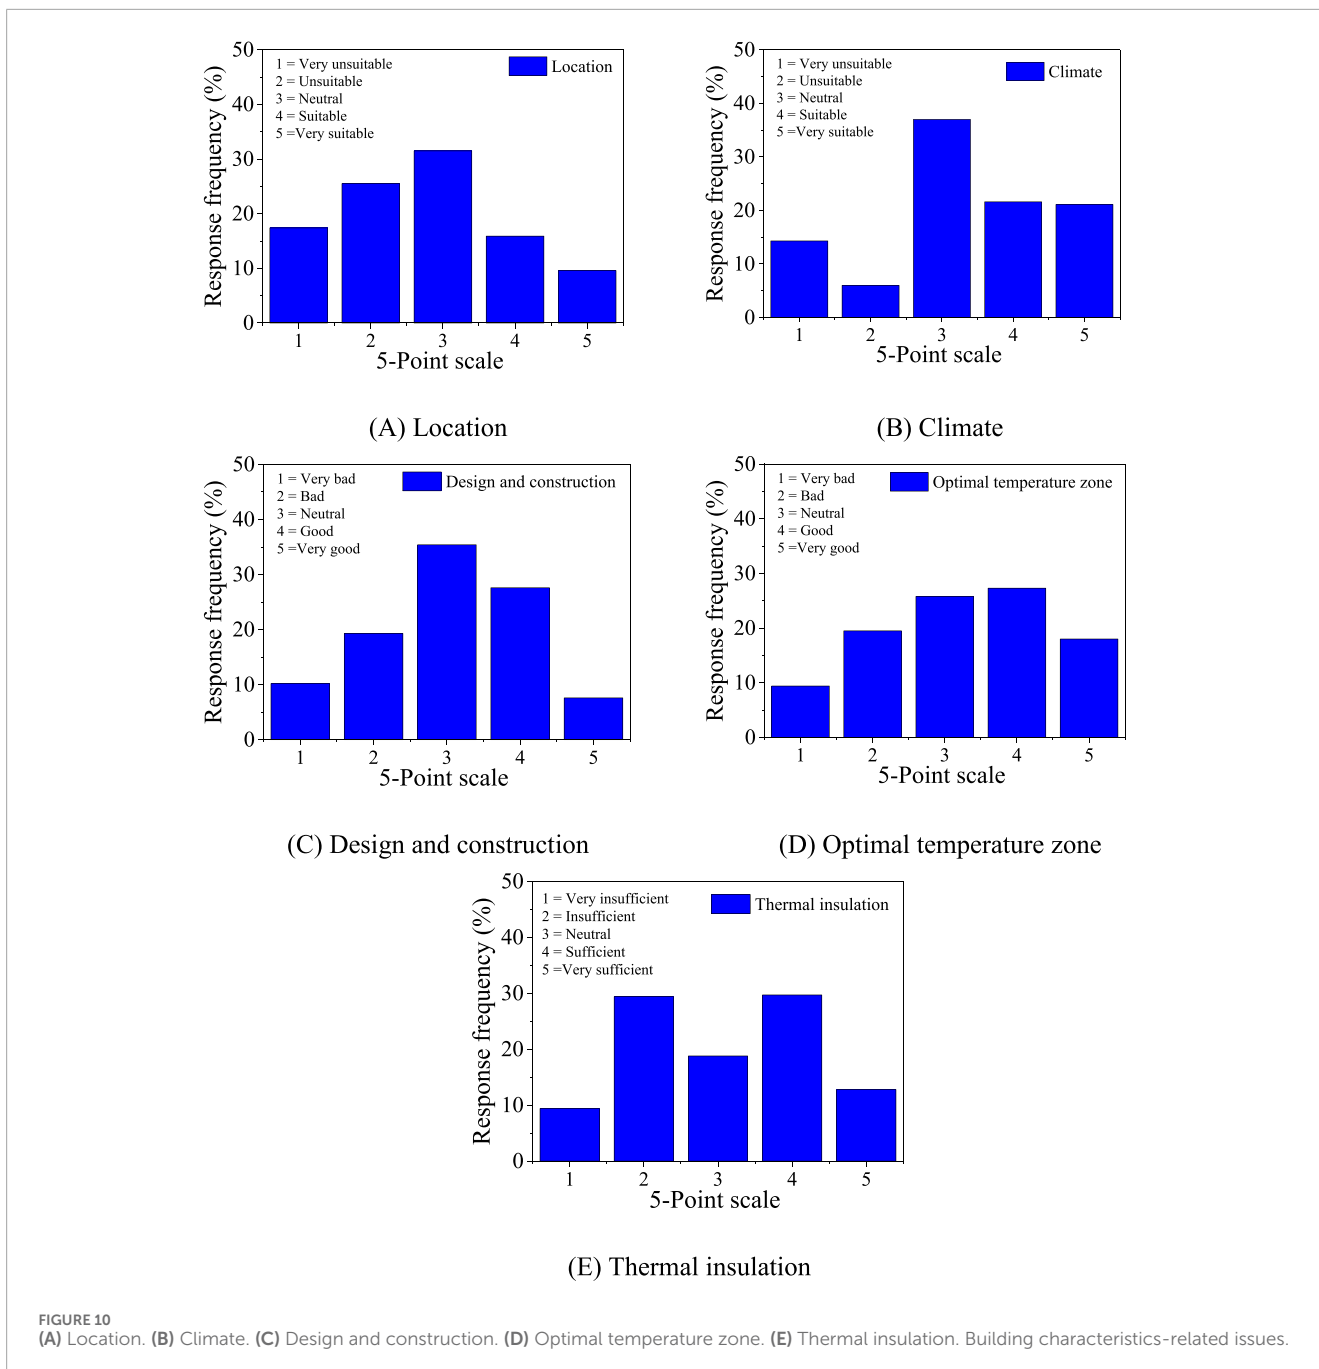 50
40
30
20
10
0
Response frequency (%)
1 = Very unsuitable
2 = Unsuitable
3 = Neutral
4 = Suitable
5 =Very suitable
Location
1 2 3 4 5
5-Point scale
(A) Location
50
40
30
20
10
0
Response frequency (%)
1 = Very unsuitable
2 = Unsuitable
3 = Neutral
4 = Suitable
5 =Very suitable
Climate
1 2 3 4 5
5-Point scale
(B) Climate
50
40
30
20
10
0
Response frequency (%)
1 = Very bad
2 = Bad
3 = Neutral
4 = Good
5 =Very good
Design and construction
1 2 3 4 5
5-Point scale
(C) Design and construction
50
40
30
20
10
0
Response frequency (%)
1 = Very bad
2 = Bad
3 = Neutral
4 = Good
5 =Very good
Optimal temperature zone
1 2 3 4 5
5-Point scale
(D) Optimal temperature zone
50
40
30
20
10
0
Response frequency (%)
1 = Very insufficient
2 = Insufficient
3 = Neutral
4 = Sufficient
5 =Very sufficient
Thermal insulation
1 2 3 4 5
5-Point scale
(E) Thermal insulation
FIGURE 10
(A) Location. (B) Climate. (C) Design and construction. (D) Optimal temperature zone. (E) Thermal insulation. Building characteristics-related issues.